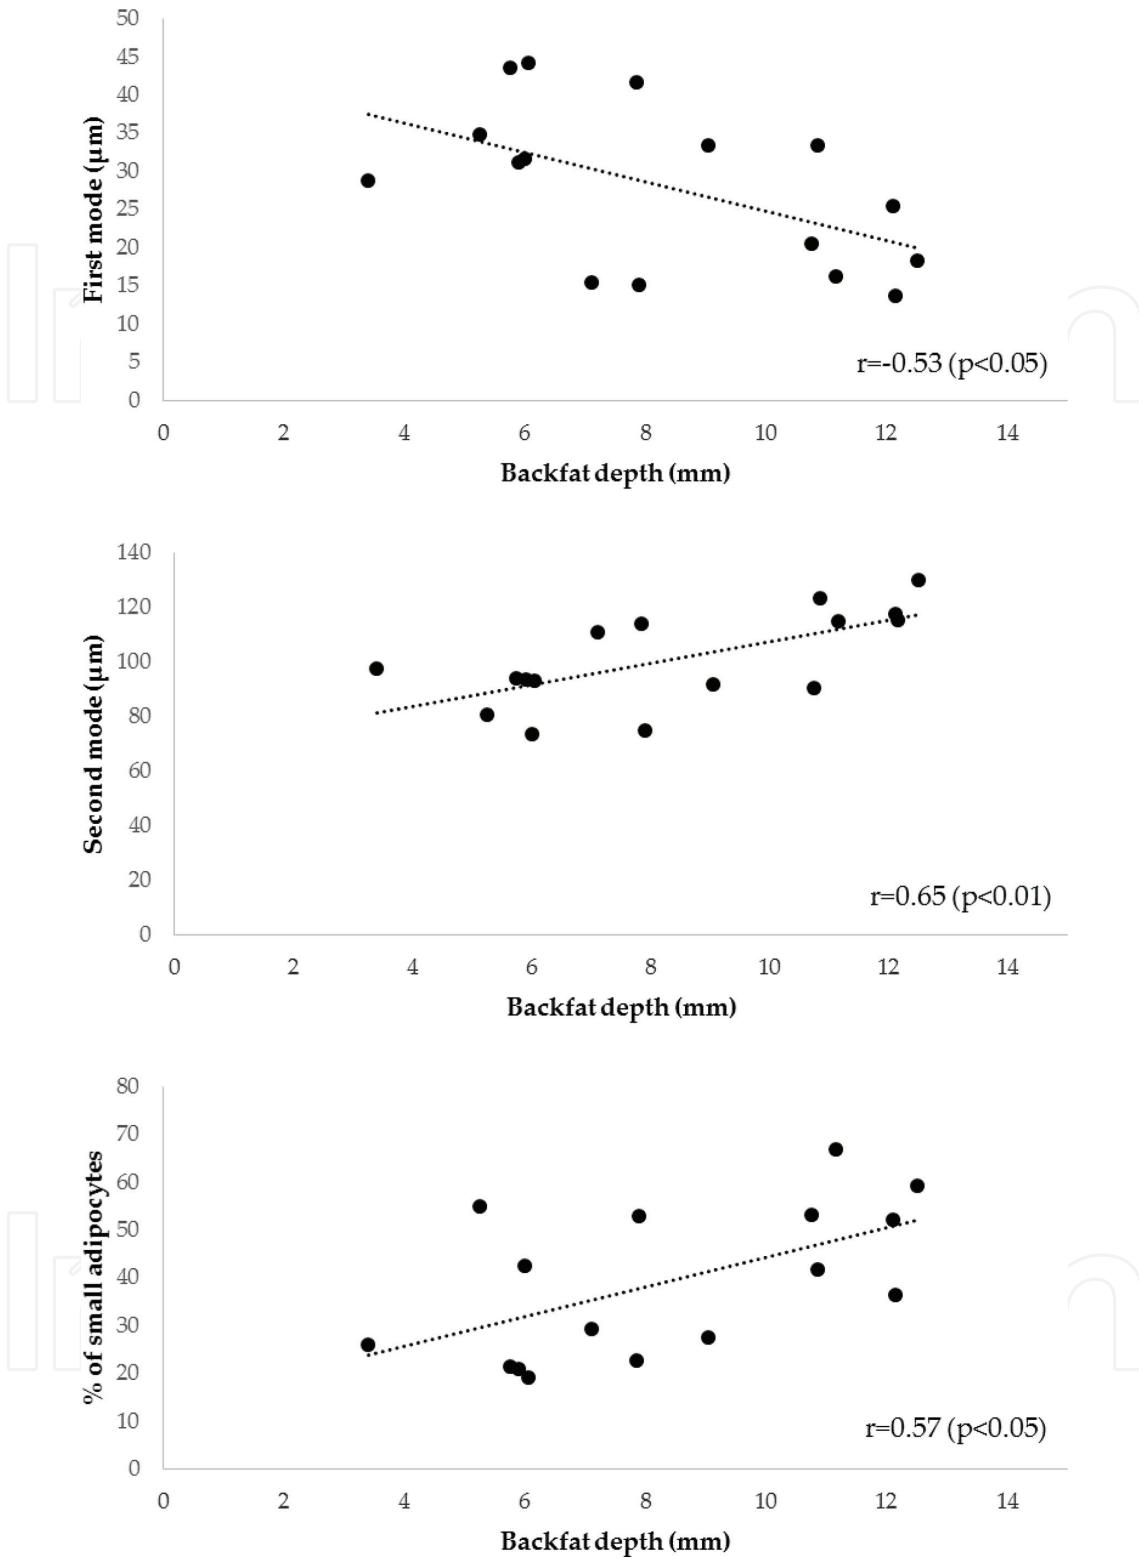 50
45
40
35
30
25
20
15
10
5
0
First mode (µm)
r=-0.53 (p<0.05)
0 2 4 6 8 10 12 14
Backfat depth (mm)
140
120
100
80
60
40
20
0
Second mode (µm)
r=0.65 (p<0.01)
0 2 4 6 8 10 12 14
Backfat depth (mm)
80
70
60
50
40
30
20
10
0
% of small adipocytes
r=0.57 (p<0.05)
0 2 4 6 8 10 12 14
Backfat depth (mm)